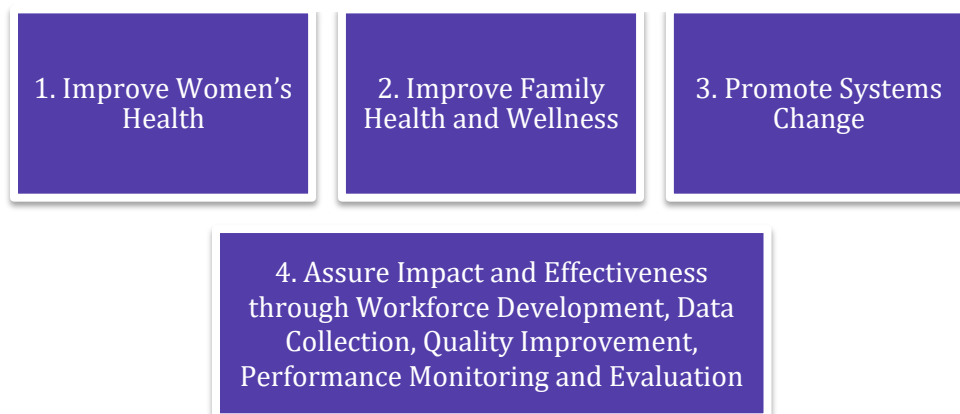 1. Improve Women’s
Health
2. Improve Family
Health and Wellness
3. Promote Systems
Change
4. Assure Impact and Effectiveness
through Workforce Development, Data
Collection, Quality Improvement,
Performance Monitoring and Evaluation